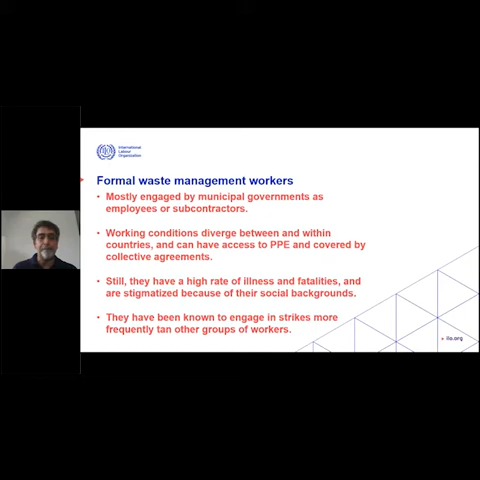 International
Labour
Organization
Formal waste management workers
• Mostly engaged by municipal governments as
employees or subcontractors.
• Working conditions diverge between and within
countries, and can have access to PPE and covered by
collective agreements.
• Still, they have a high rate of illness and fatalities, and
are stigmatized because of their social backgrounds.
• They have been known to engage in strikes more
frequently tan other groups of workers.
ilo.org